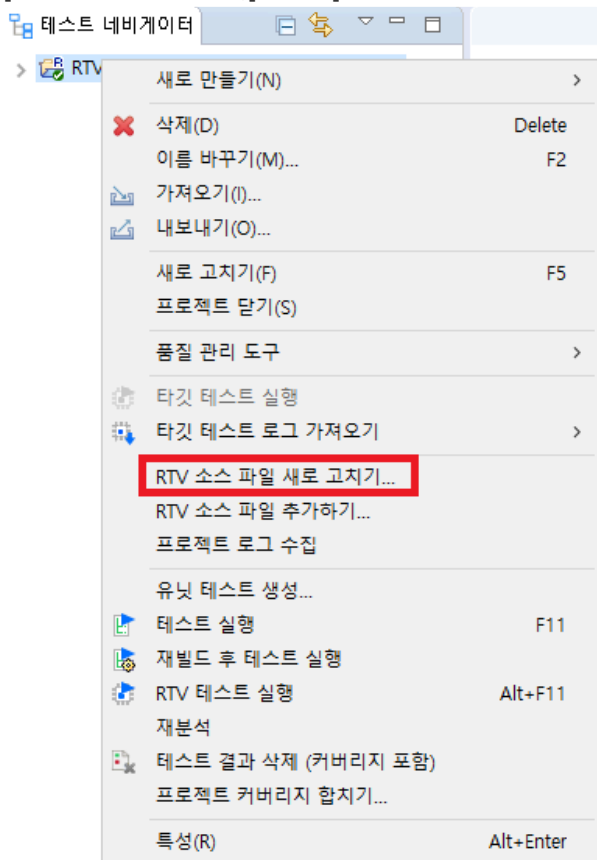 테스트 네비게이터
RTV
새로 만들기(N)
삭제(D) Delete
이름 바꾸기(M)... F2
가져오기(I)...
내보내기(O)...
새로 고치기(F) F5
프로젝트 닫기(S)
품질 관리 도구
타깃 테스트 실행
타깃 테스트 로그 가져오기
RTV 소스 파일 새로 고치기...
RTV 소스 파일 추가하기...
프로젝트 로그 수집
유닛 테스트 생성...
테스트 실행 F11
재빌드 후 테스트 실행
RTV 테스트 실행 Alt+F11
재분석
테스트 결과 삭제 (커버리지 포함)
프로젝트 커버리지 합치기...
특성(R) Alt+Enter